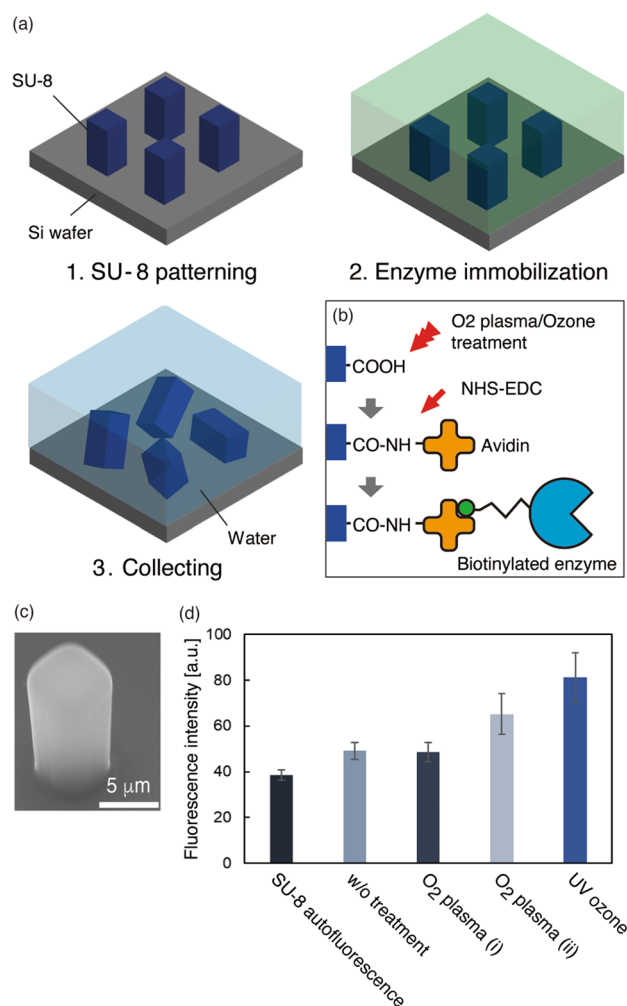 (a)
SU-8
Si wafer
1. SU-8 patterning
2. Enzyme immobilization
Water
3. Collecting
(b)
O2 plasma/Ozone
treatment
COOH
NHS-EDC
CO-NH
Avidin
CO-NH
Biotinylated enzyme
(c)
5 μm
(d)
Fluorescence intensity [a.u.]
100
80
60
40
20
0
SU-8 autofluorescence
w/o treatment
O2 plasma (i)
O2 plasma (ii)
UV ozone